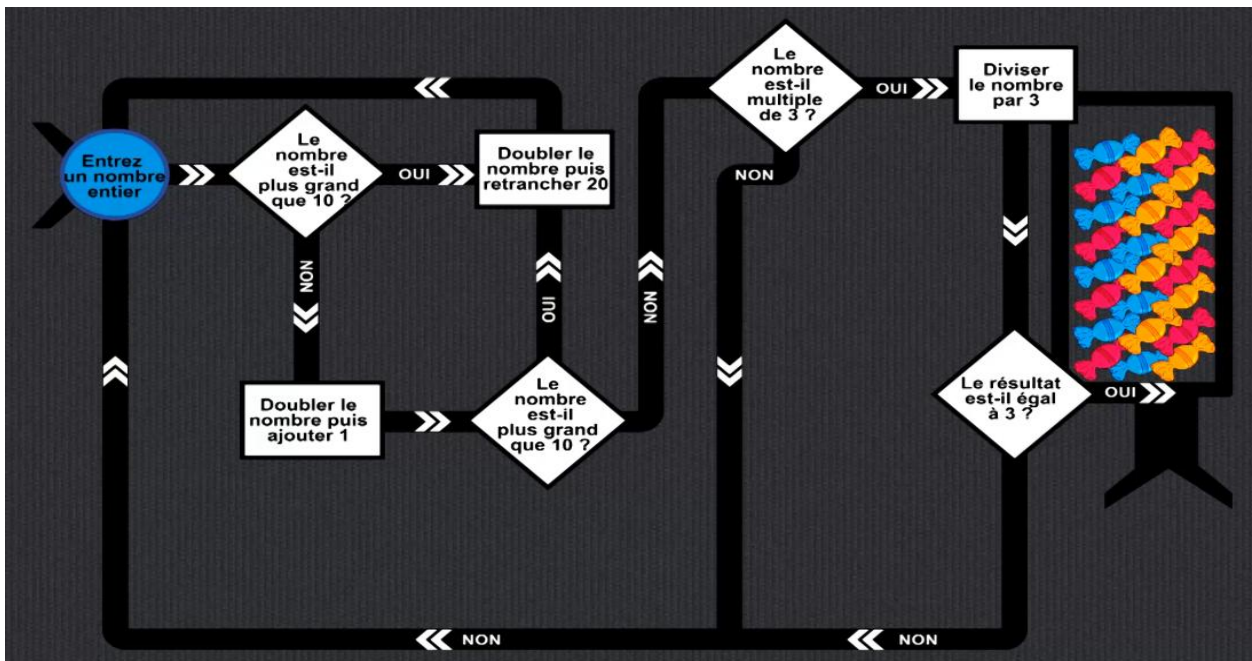 Entrez
un nombre
entier
Le
nombre
est-il
plus grand
que 10 ?
OUI
Doubler le
nombre puis
retrancher 20
NON
Doubler le
nombre puis
ajouter 1
Le
nombre
est-il
plus grand
que 10 ?
OUI
NON
Le
nombre
est-il
multiple
de 3 ?
OUI
Diviser
le nombre
par 3
NON
Le résultat
est-il égal
à 3 ?
OUI
NON
NON